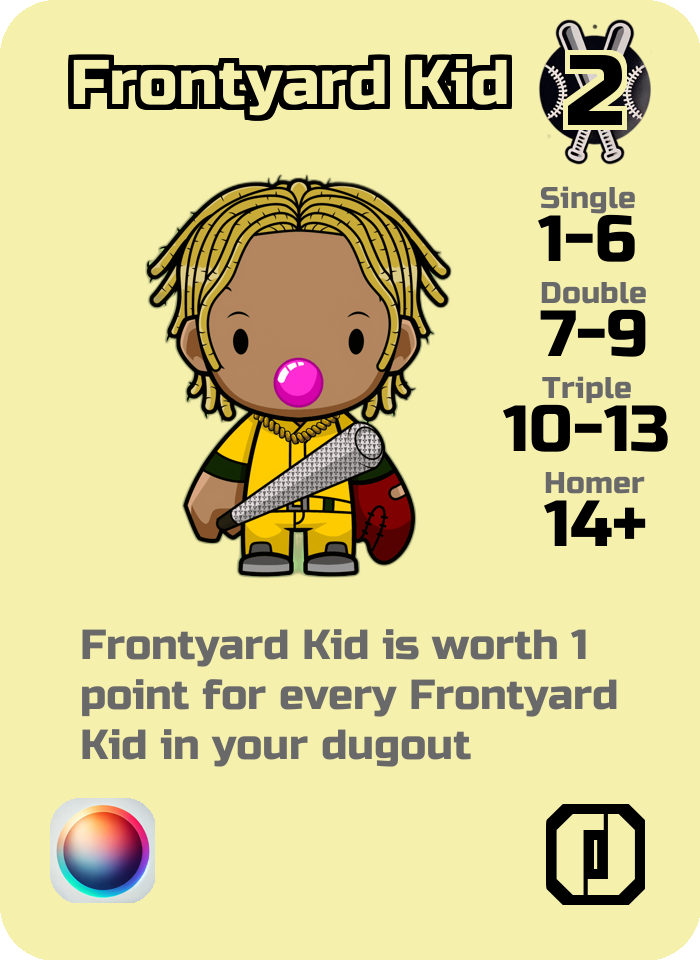 Frontyard Kid
2
Single
1-6
Double
7-9
Triple
10-13
Homer
14+
Frontyard Kid is worth 1
point for every Frontyard
Kid in your dugout